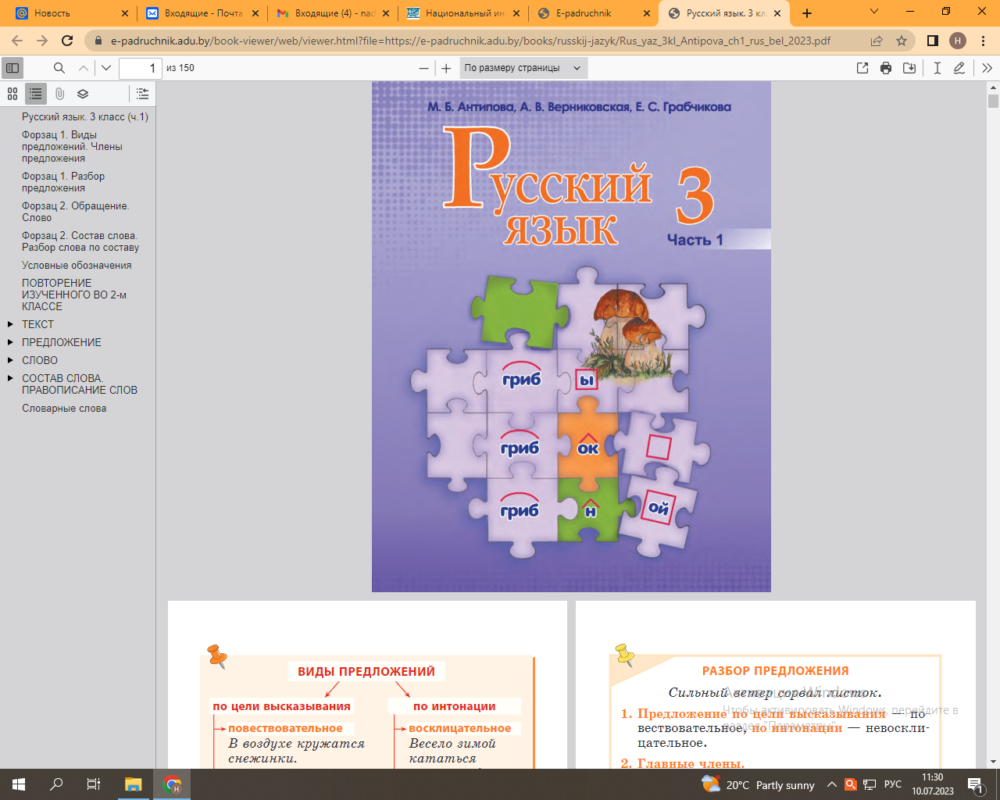 Новость
Входящие - Почта
Входящие (4) - nad
Национальный инс
E-padruchnik
Русский язык. 3 кла
e-padruchnik.adu.by/book-viewer/web/viewer.html?file=https://e-padruchnik.adu.by/books/russkij-jazyk/Rus_yaz_3kl_Antipova_ch1_rus_bel_2023.pdf
Н
1 из 150
По размеру страницы
Русский язык. 3 класс (ч.1)
Форзац 1. Виды
предложений. Члены
предложения
Форзац 1. Разбор
предложения
Форзац 2. Обращение.
Слово
Форзац 2. Состав слова.
Разбор слова по составу
Условные обозначения
ПОВТОРЕНИЕ
ИЗУЧЕННОГО ВО 2-м
КЛАССЕ
ТЕКСТ
ПРЕДЛОЖЕНИЕ
СЛОВО
СОСТАВ СЛОВА.
ПРАВОПИСАНИЕ СЛОВ
Словарные слова
М. Б. Антипова, А. В. Верниковская, Е. С. Грабчикова
Русский
язык
3
Часть 1
гриб ы
гриб ок
гриб н ой
ВИДЫ ПРЕДЛОЖЕНИЙ
по цели высказывания
по интонации
повествовательное
восклицательное
В воздухе кружатся
снежинки.
Весело зимой
кататься
РАЗБОР ПРЕДЛОЖЕНИЯ
Сильный ветер сорвал листок.
1. Предложение по цели высказывания — по-
вествовательное, по интонации — невоскли-
цательное.
2. Главные члены.
Активация Windows
Чтобы активировать Windows, перейдите в
раздел "Параметры".
20°C Partly sunny
РУС
11:30
10.07.2023
1